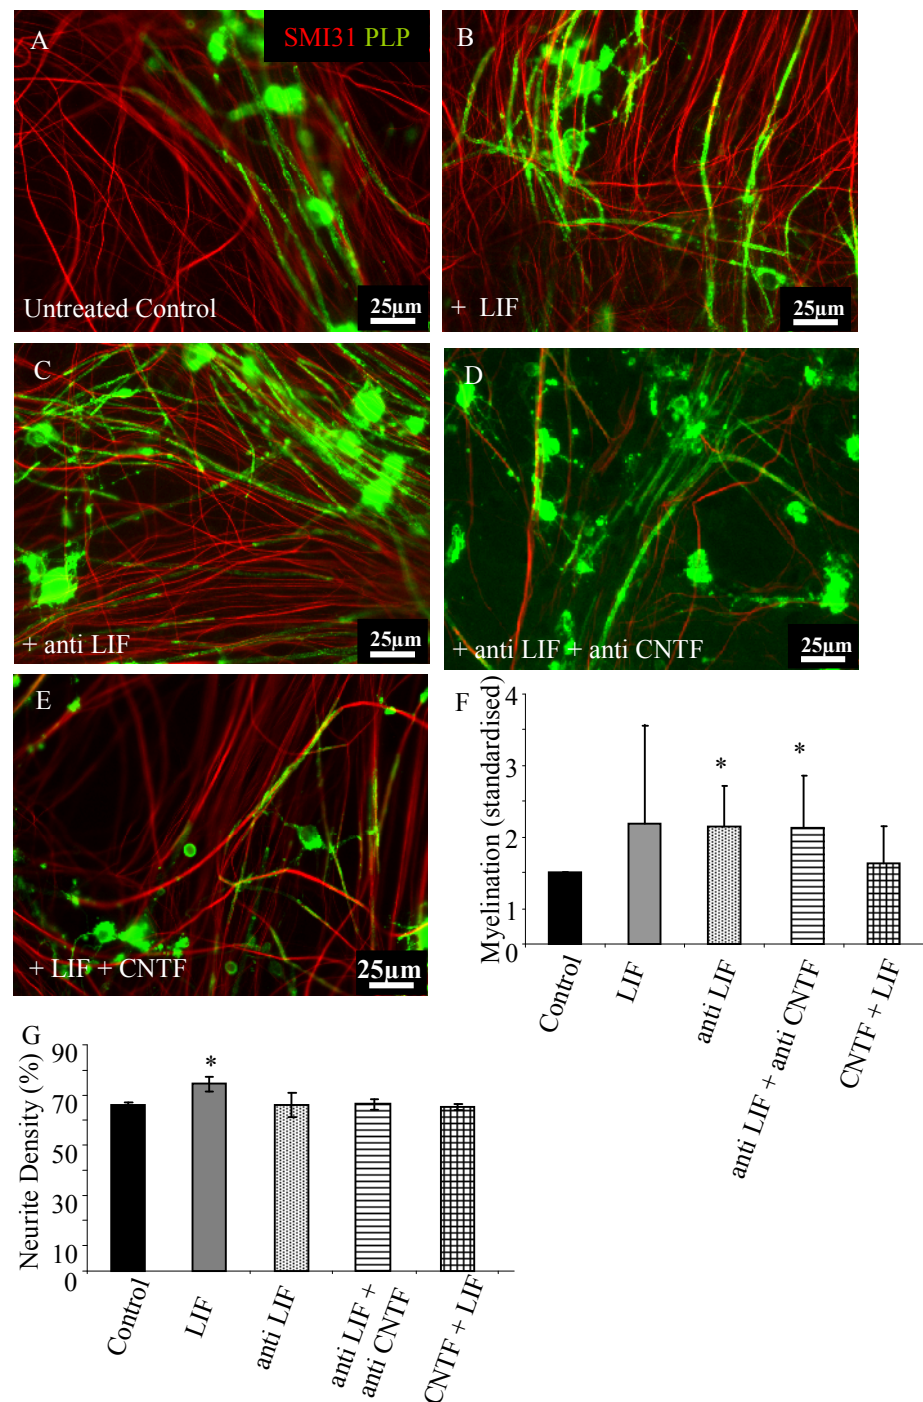 A
SMI31 PLP
Untreated Control
25µm
B
+ LIF
25µm
C
+ anti LIF
25µm
D
+ anti LIF + anti CNTF
25µm
E
+ LIF + CNTF
25µm
F
Myelination (standardised)
4
3
2
1
0
*
*
Control
LIF
anti LIF
anti LIF + anti CNTF
CNTF + LIF
G
Neurite Density (%)
90
70
50
30
10
0
*
Control
LIF
anti LIF
anti LIF +
anti CNTF
CNTF + LIF